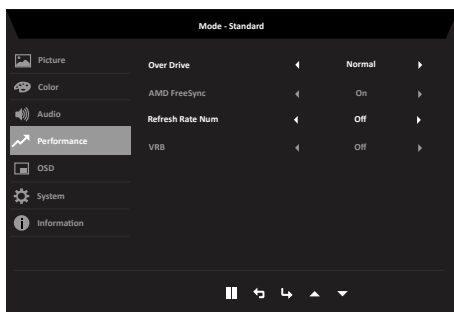 Mode - Standard
Picture
Color
Audio
Performance
OSD
System
Information
Over Drive Normal
AMD FreeSync On
Refresh Rate Num Off
VRB Off